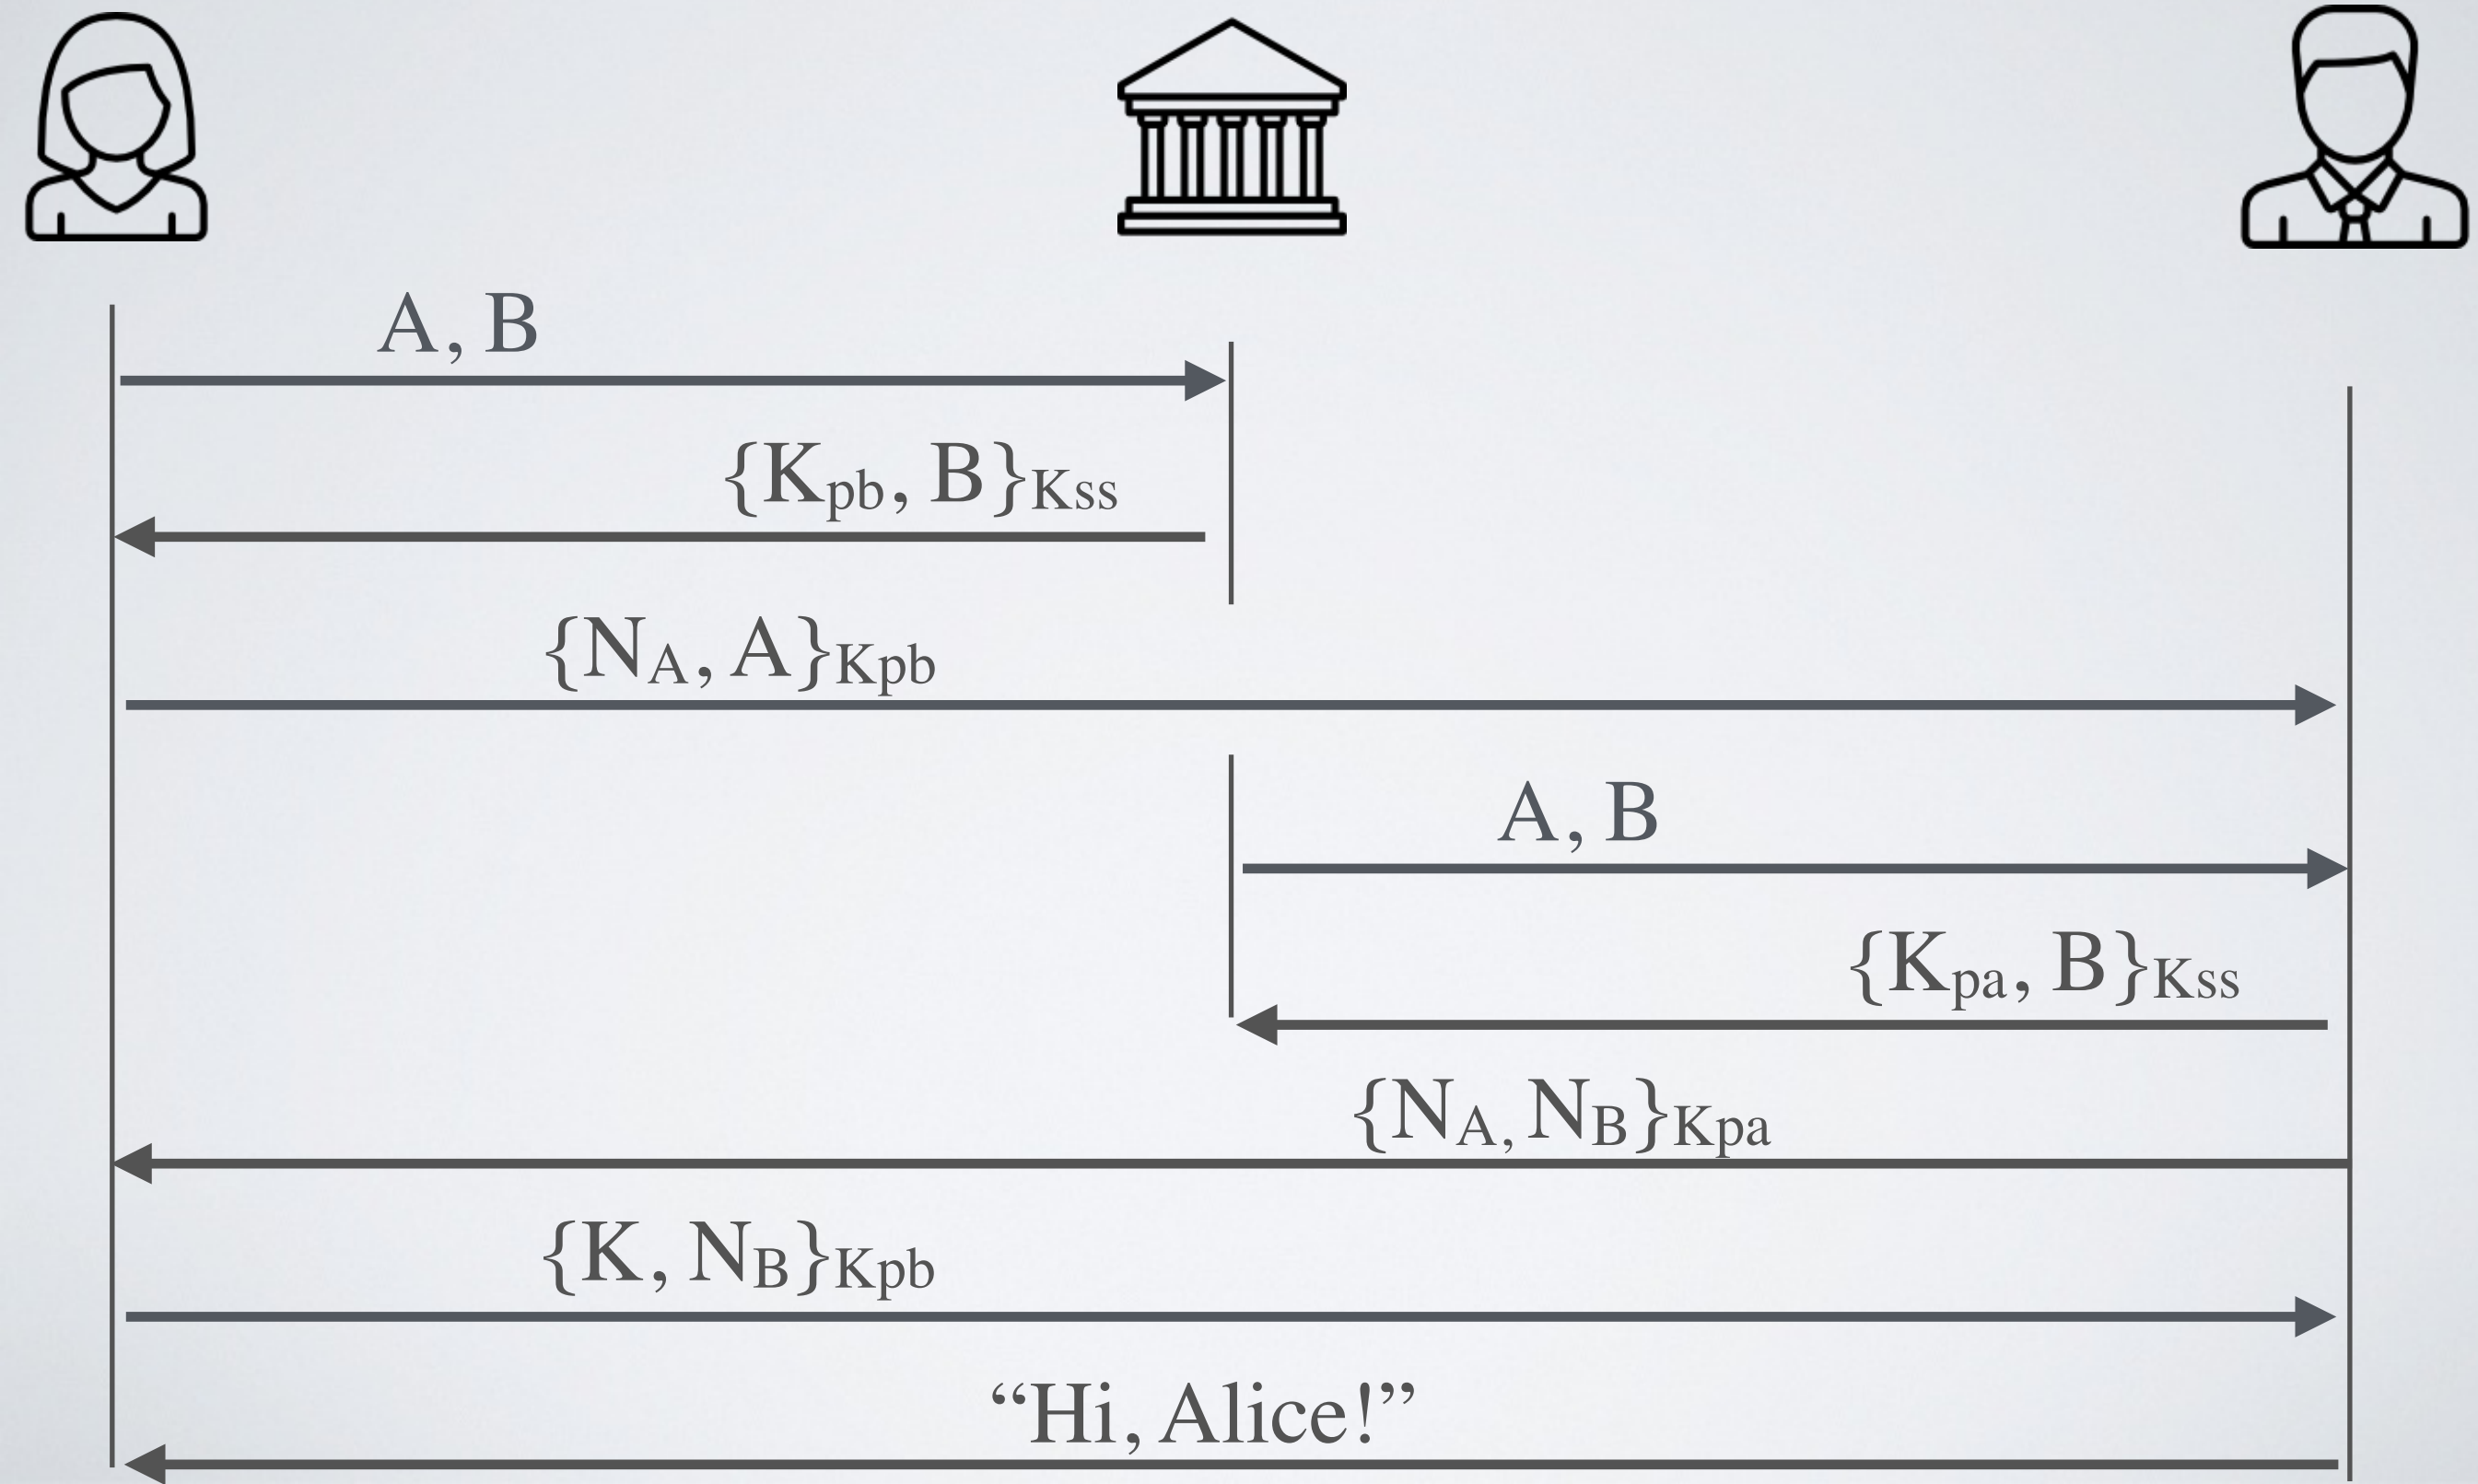 A, B
{Kpb, B}Kss
{NA, A}Kpb
A, B
{Kpa, B}Kss
{NA, NB}Kpa
{K, NB}Kpb
“Hi, Alice!”